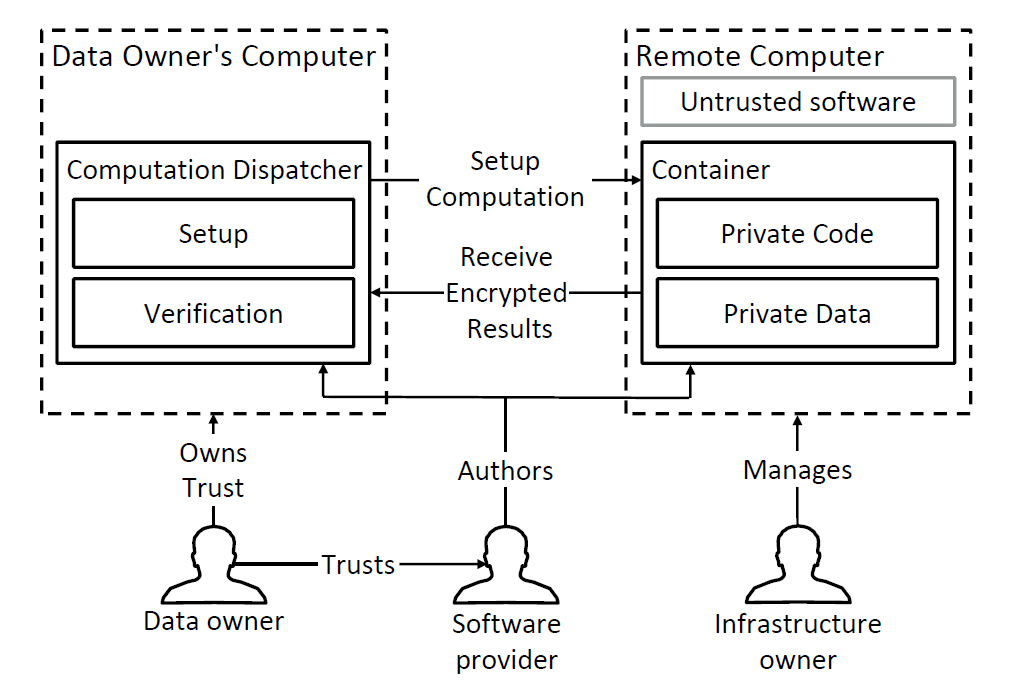 Data Owner's Computer
Remote Computer
Untrusted software
Computation Dispatcher
Setup
Verification
Setup
Computation
Receive
Encrypted
Results
Container
Private Code
Private Data
Owns
Trust
Authors
Manages
Trusts
Data owner
Software
provider
Infrastructure
owner